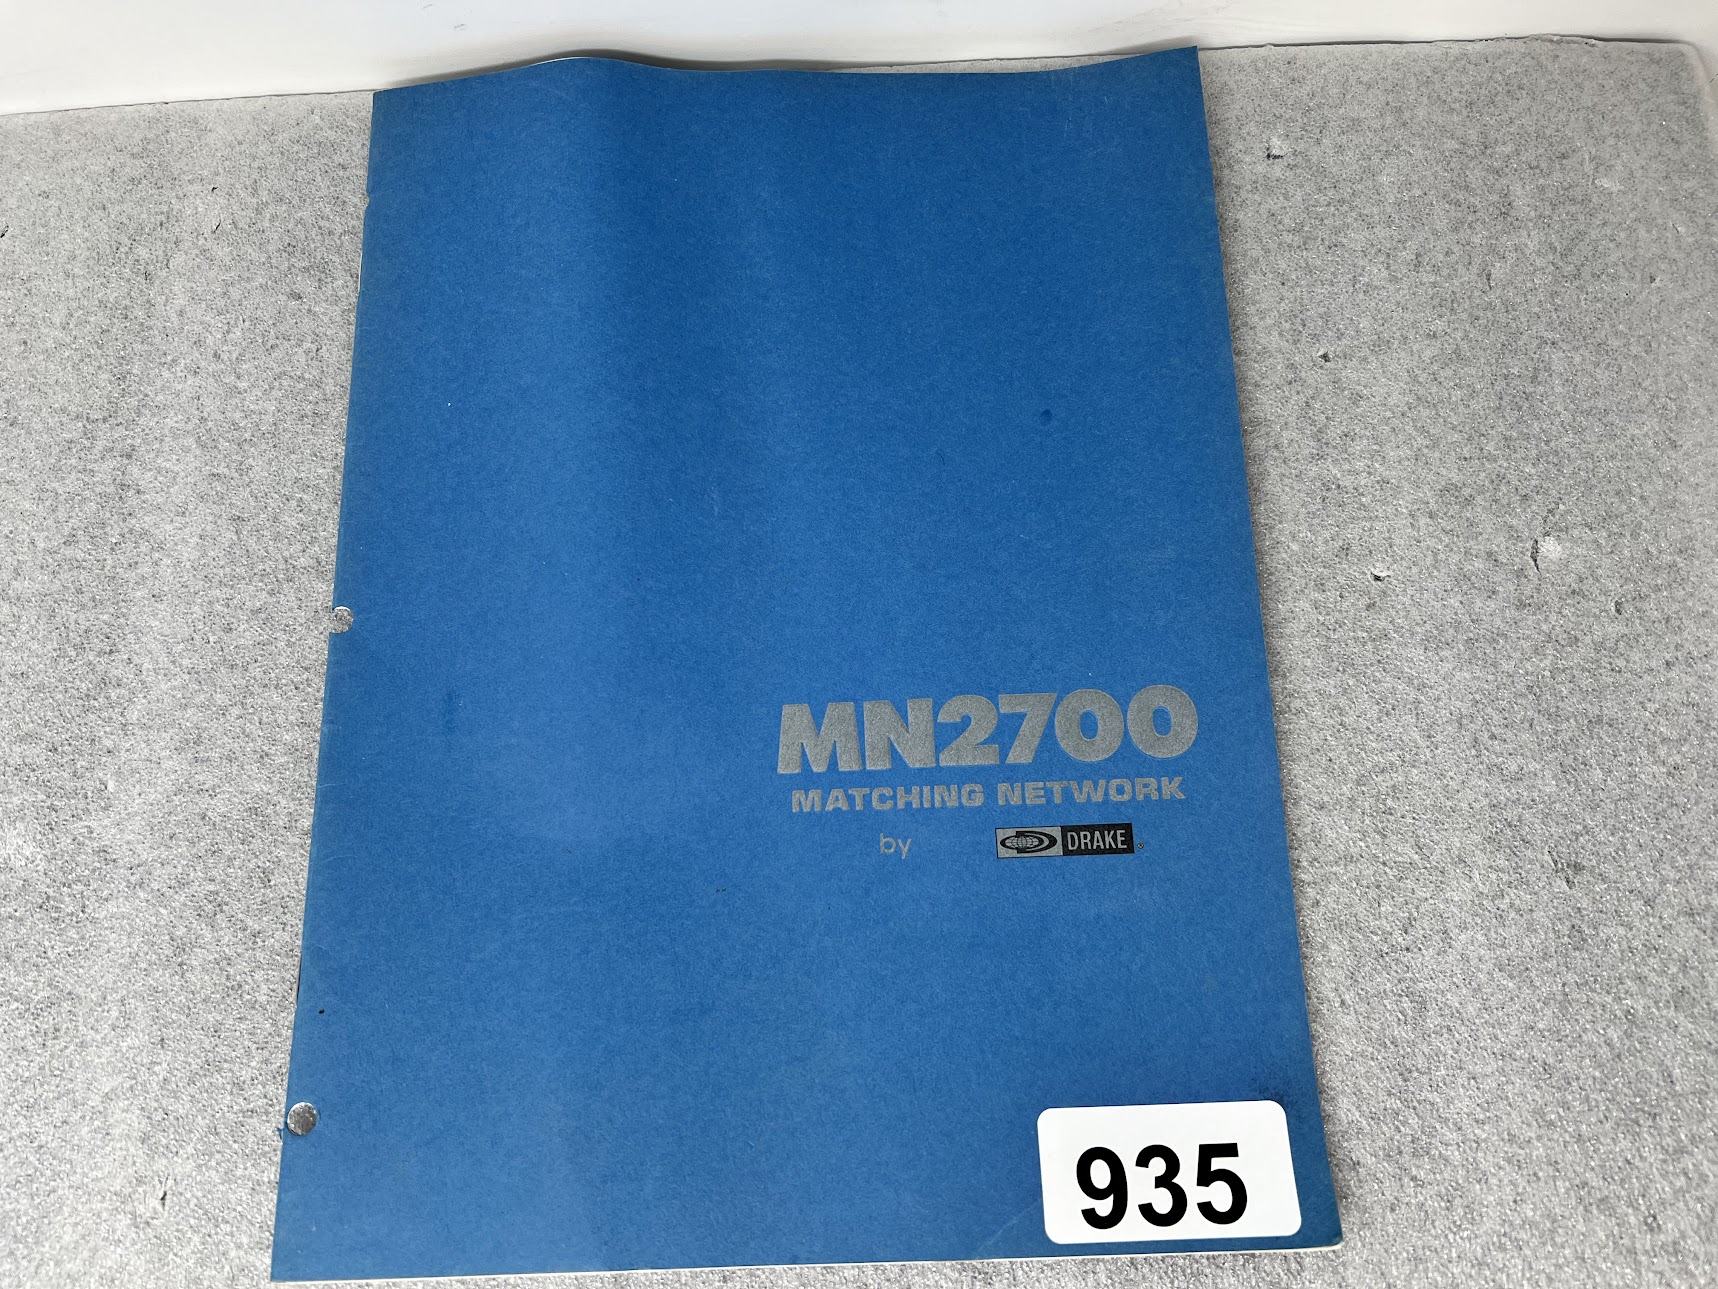 MN2700
MATCHING NETWORK
by DRAKE
935